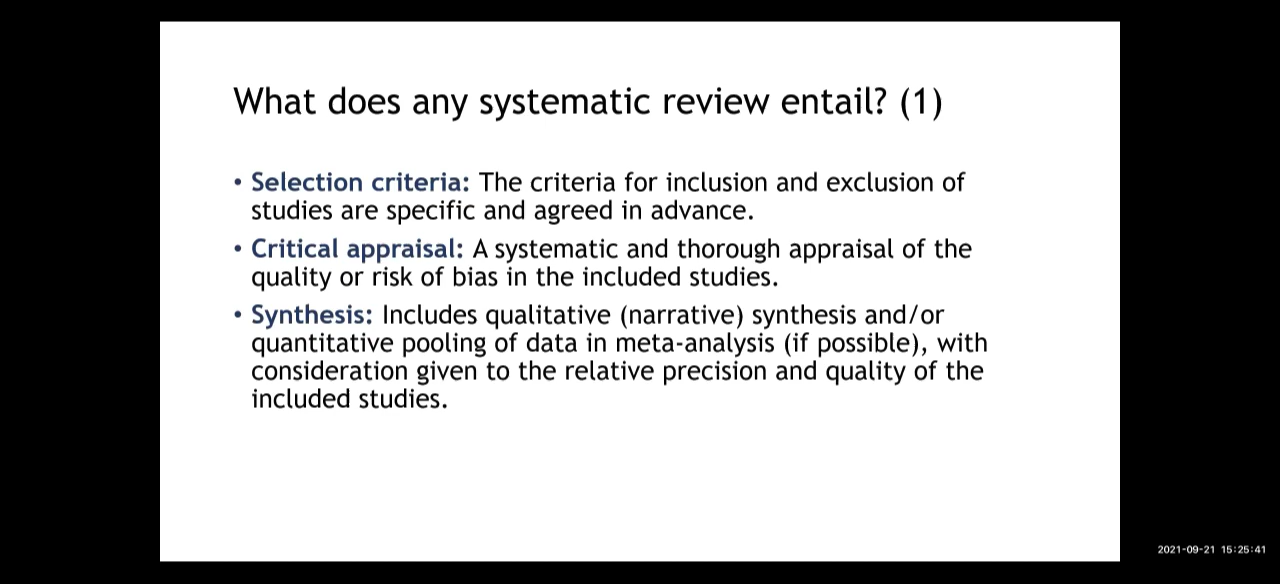 What does any systematic review entail? (1)
• Selection criteria: The criteria for inclusion and exclusion of
studies are specific and agreed in advance.
• Critical appraisal: A systematic and thorough appraisal of the
quality or risk of bias in the included studies.
• Synthesis: Includes qualitative (narrative) synthesis and/or
quantitative pooling of data in meta-analysis (if possible), with
consideration given to the relative precision and quality of the
included studies.
2021-09-21 15:25:41